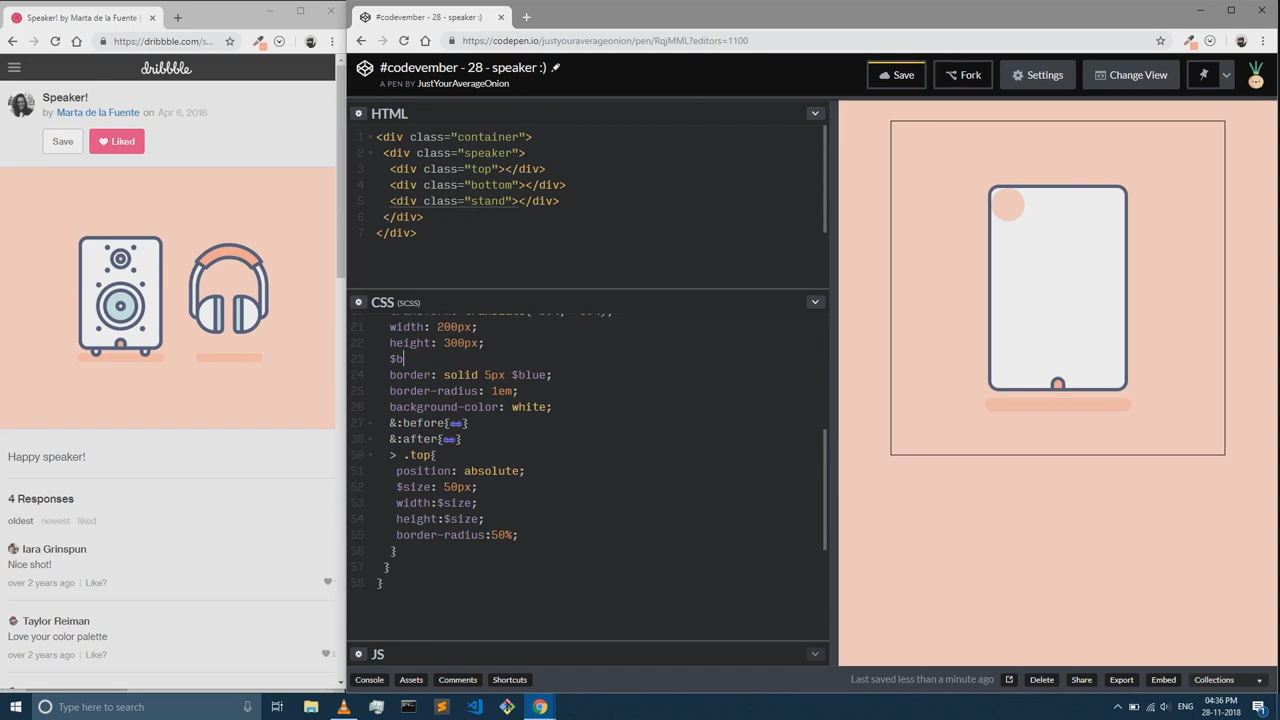 Speaker! by Marta de la Fuente |
#codevember - 28 - speaker :)
https://dribbble.com/s...
https://codepen.io/justyouraverageonion/pen/RqjMML?editors=1100
dribbble
Speaker!
by Marta de la Fuente on Apr 6, 2016
Save
Liked
Happy speaker!
4 Responses
oldest newest liked
Iara Grinspun
Nice shot!
over 2 years ago | Like?
Taylor Reiman
Love your color palette
over 2 years ago | Like?
#codevember - 28 - speaker :)
A PEN BY JustYourAverageOnion
Save
Fork
Settings
Change View
HTML
1 <div class="container">
2 <div class="speaker">
3 <div class="top"></div>
4 <div class="bottom"></div>
5 <div class="stand"></div>
6 </div>
7 </div>
CSS (SCSS)
21 width: 200px;
22 height: 300px;
23 $b
24 border: solid 5px $blue;
25 border-radius: 1em;
26 background-color: white;
27 &:before{}
38 &:after{}
50 > .top{
51 position: absolute;
52 $size: 50px;
53 width:$size;
54 height:$size;
55 border-radius:50%;
56 }
57 }
58 }
JS
Console Assets Comments Shortcuts
Last saved less than a minute ago
Delete Share Export Embed Collections
Type here to search
ENG
04:36 PM
28-11-2018